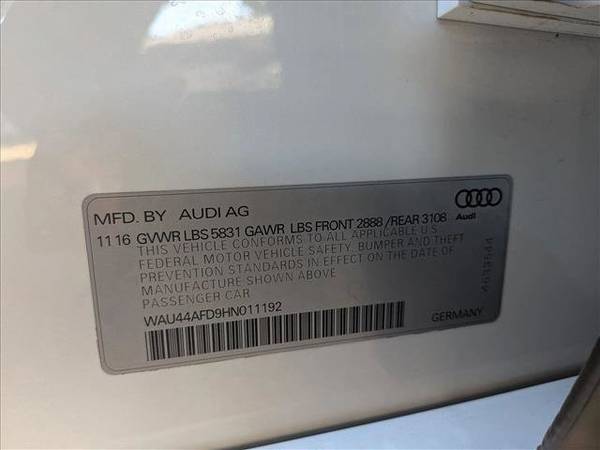 MFD. BY AUDI AG
Audi
11 16 GVWR LBS 5831 GAWR LBS FRONT 2888 /REAR 3108
THIS VEHICLE CONFORMS TO ALL APPLICABLE U.S
FEDERAL MOTOR VEHICLE SAFETY, BUMPER AND THEFT
PREVENTION STANDARDS IN EFFECT ON THE DATE OF
MANUFACTURE SHOWN ABOVE
PASSENGER CAR
WAU44AFD9HN011192
GERMANY